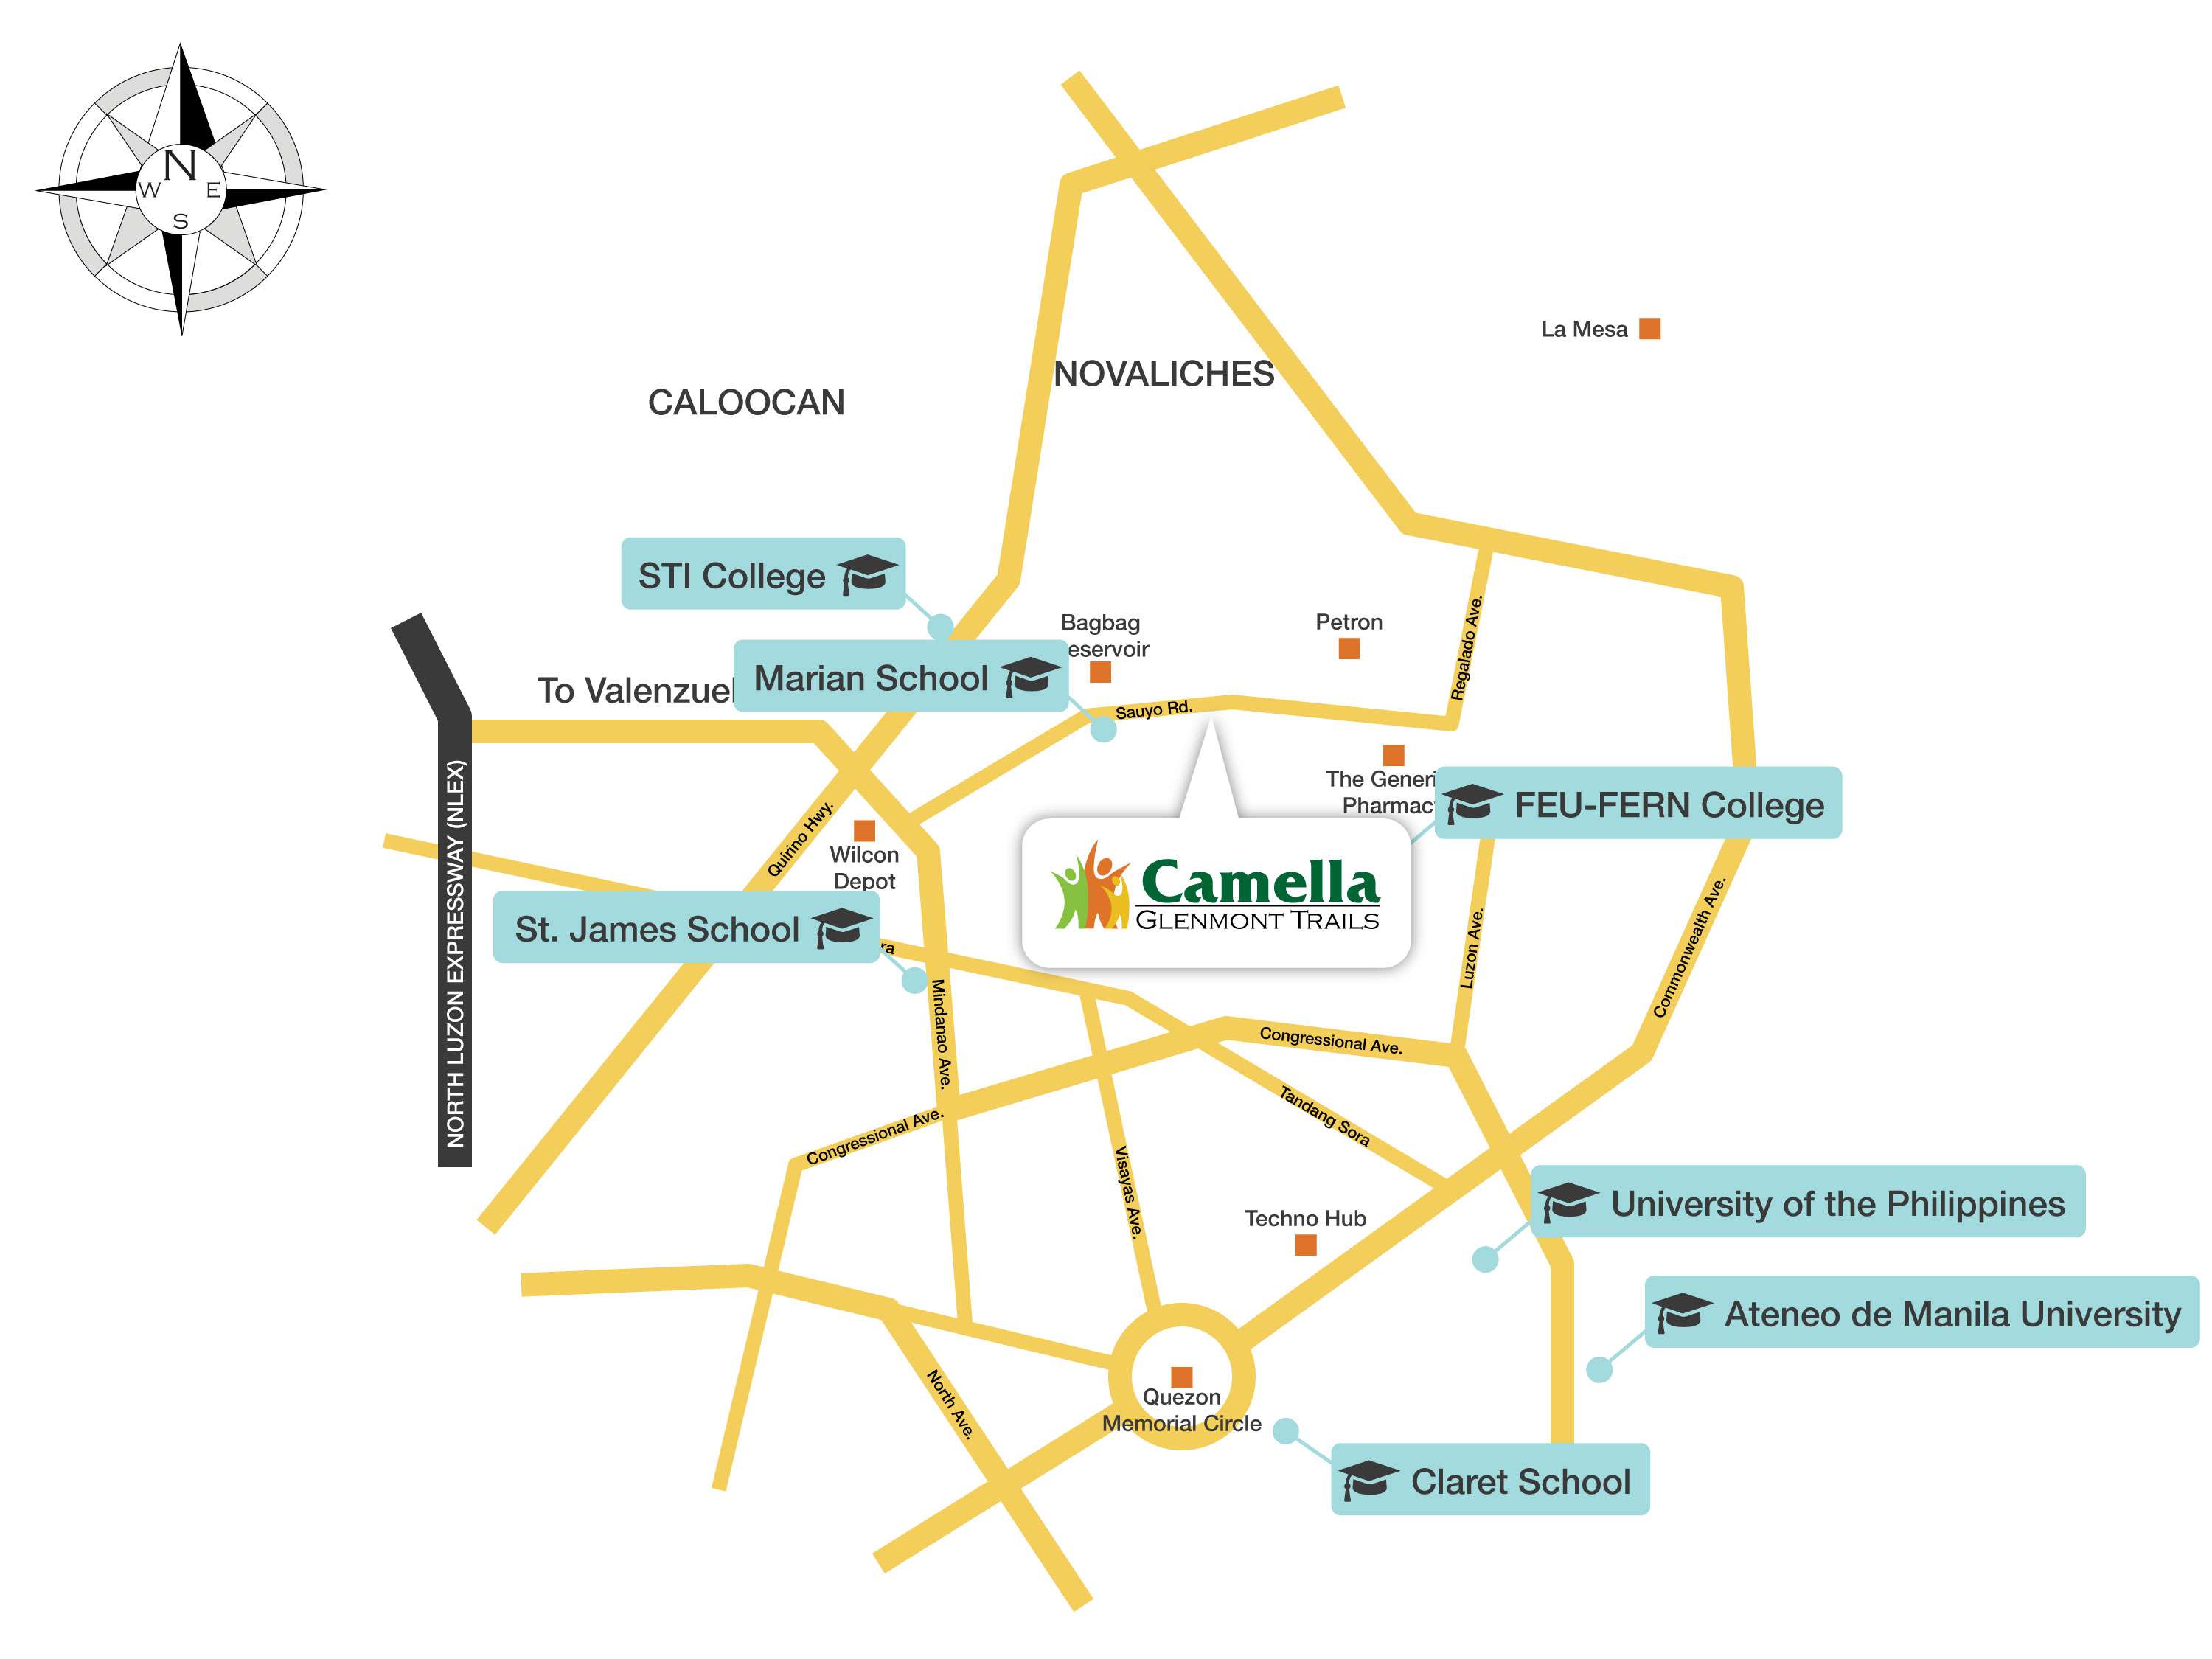 N
W E
S
La Mesa
NOVALICHES
CALOOCAN
STI College
Bagbag
eservoir
Petron
Regalado Ave.
Marian School
To Valenzuel
Sauyo Rd.
NORTH LUZON EXPRESSWAY (NLEX)
The Generi
Pharmac
FEU-FERN College
Quirino Hwy.
Wilcon
Depot
Camella
GLENMONT TRAILS
St. James School
ra
Luzon Ave.
Commonwealth Ave.
Mindanao Ave.
Congressional Ave.
Congressional Ave.
Tandang Sora
Visayas Ave.
Techno Hub
University of the Philippines
Ateneo de Manila University
Quezon
Memorial Circle
North Ave.
Claret School